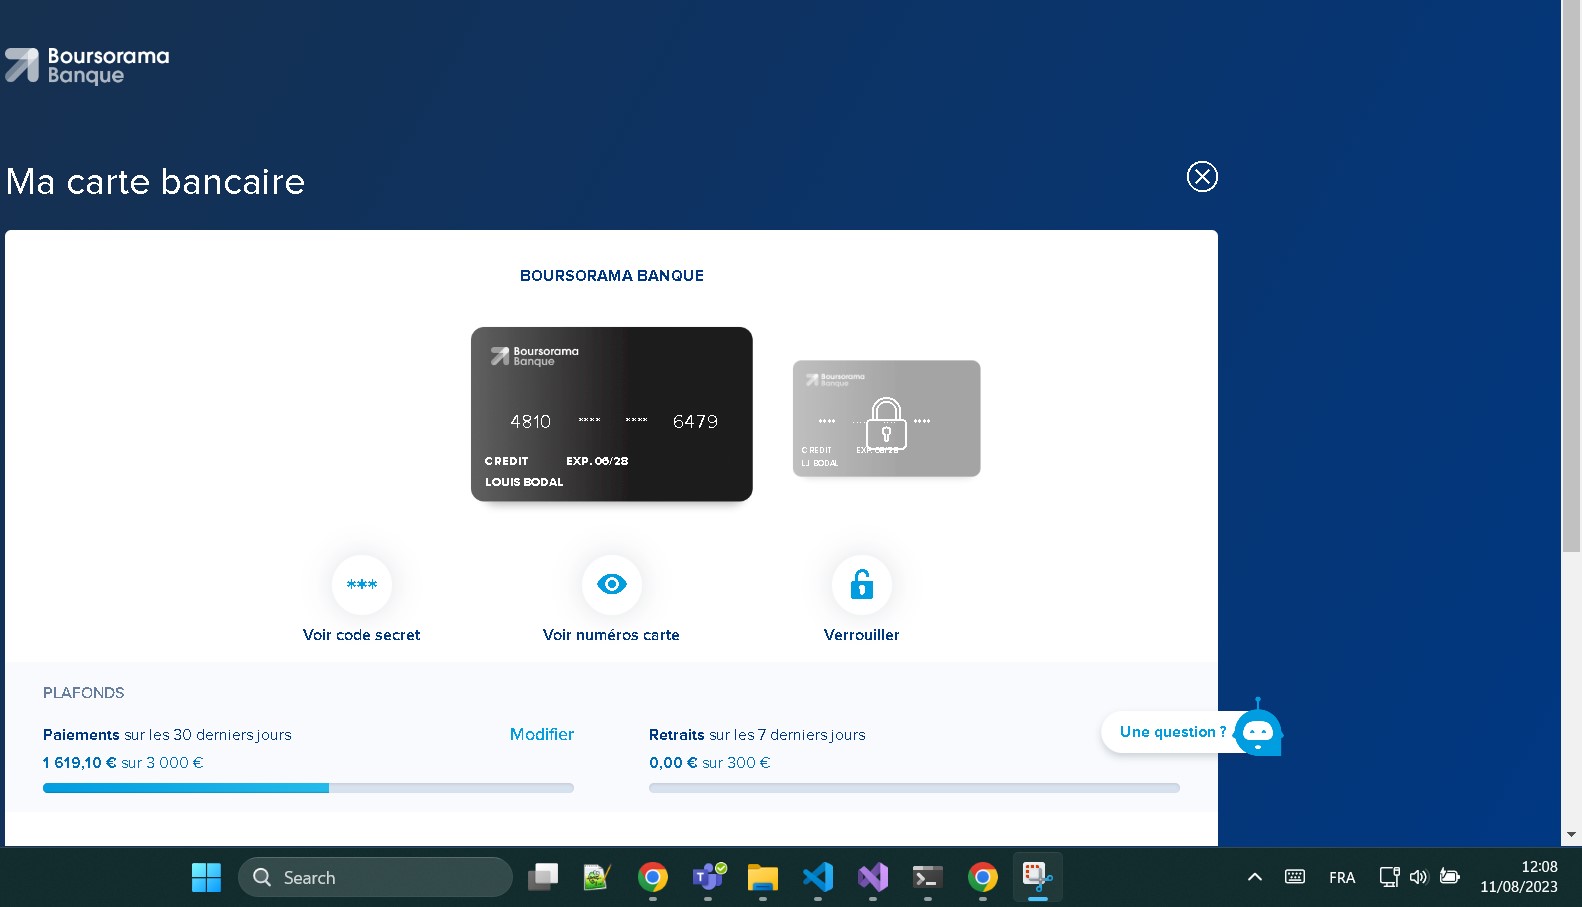 Boursorama
Banque
Ma carte bancaire
BOURSORAMA BANQUE
Boursorama
Banque
4810 **** **** 6479
CREDIT EXP. 06/28
LOUIS BODAL
Boursorama
Banque
**** **** **** ****
CREDIT EXP. 08/28
LJ BODAL
***
Voir code secret
Voir numéros carte
Verrouiller
PLAFONDS
Paiements sur les 30 derniers jours
Modifier
1 619,10 € sur 3 000 €
Retraits sur les 7 derniers jours
0,00 € sur 300 €
Une question ?
Search
FRA
12:08
11/08/2023